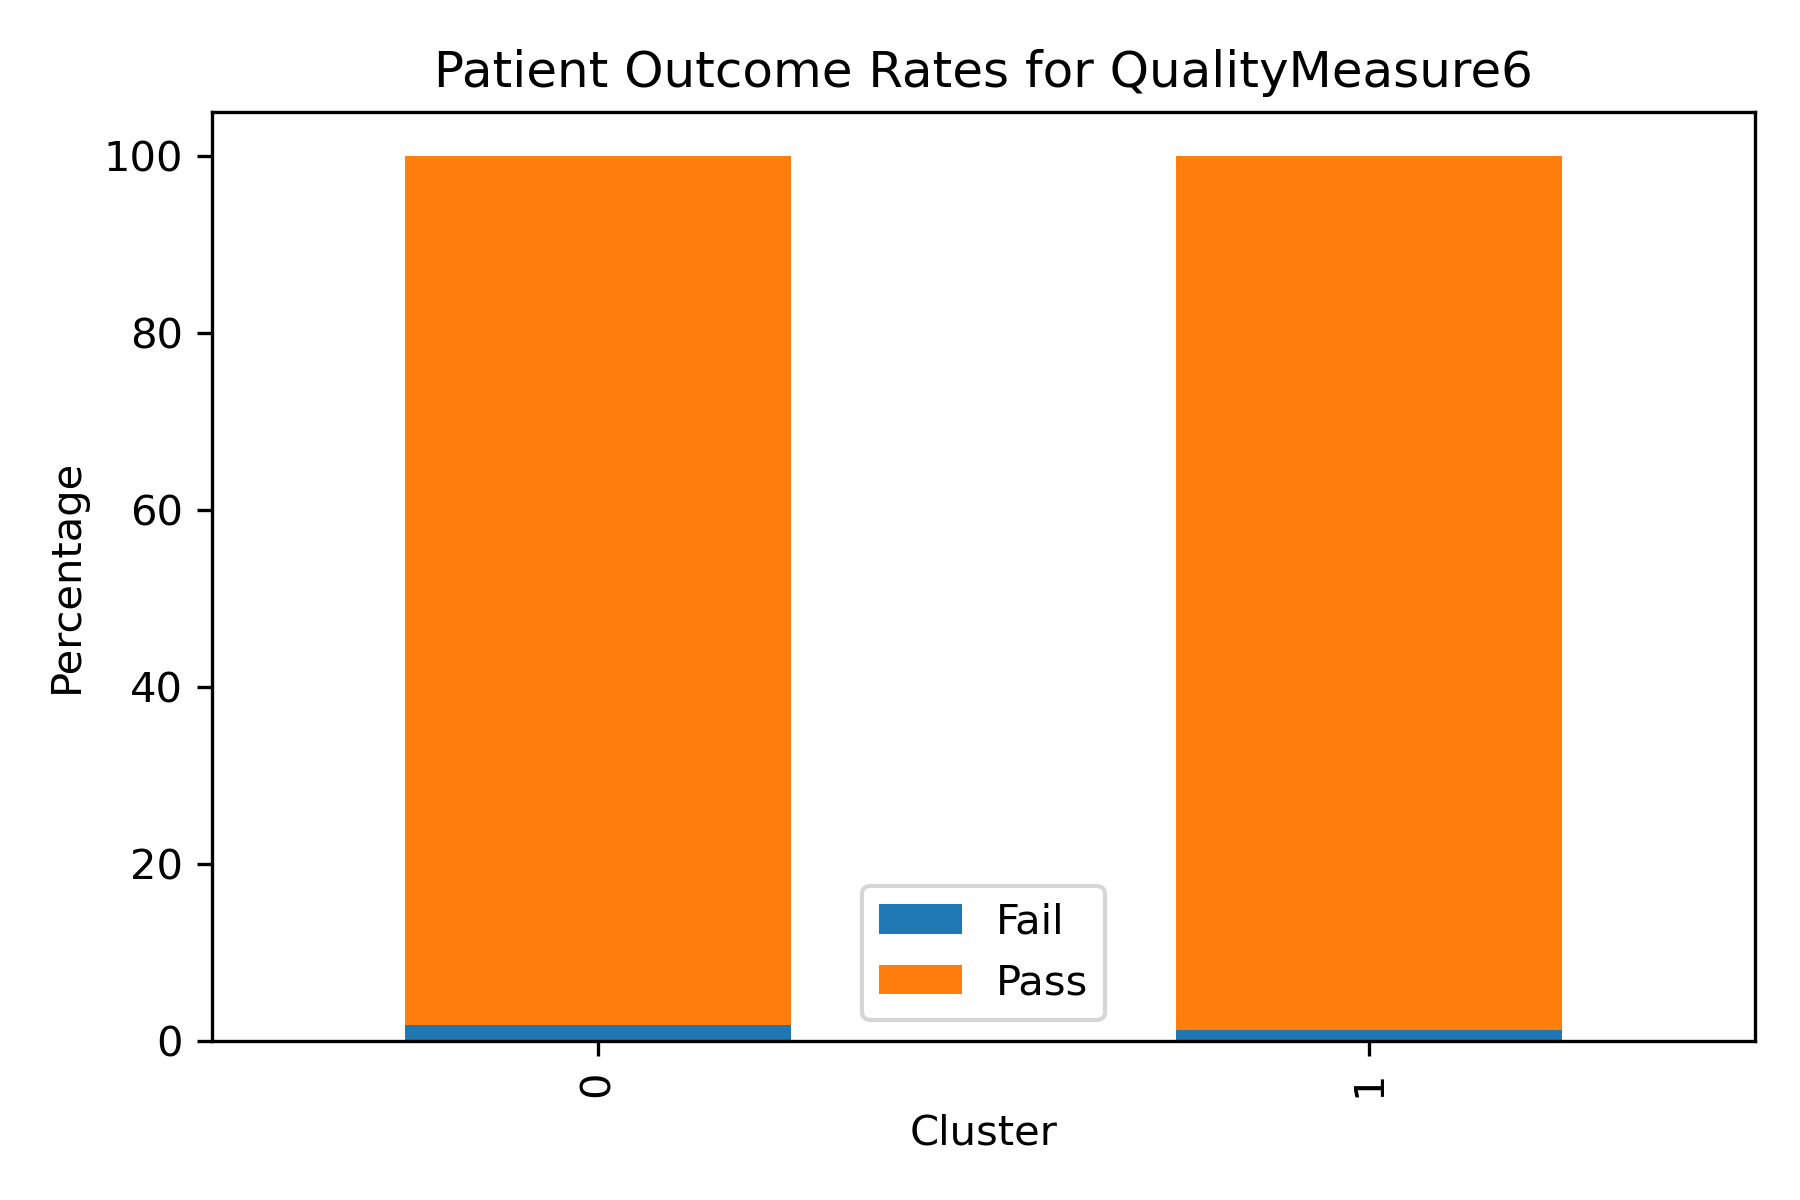 Patient Outcome Rates for QualityMeasure6
100
80
60
40
20
0
Percentage
Fail
Pass
0
1
Cluster